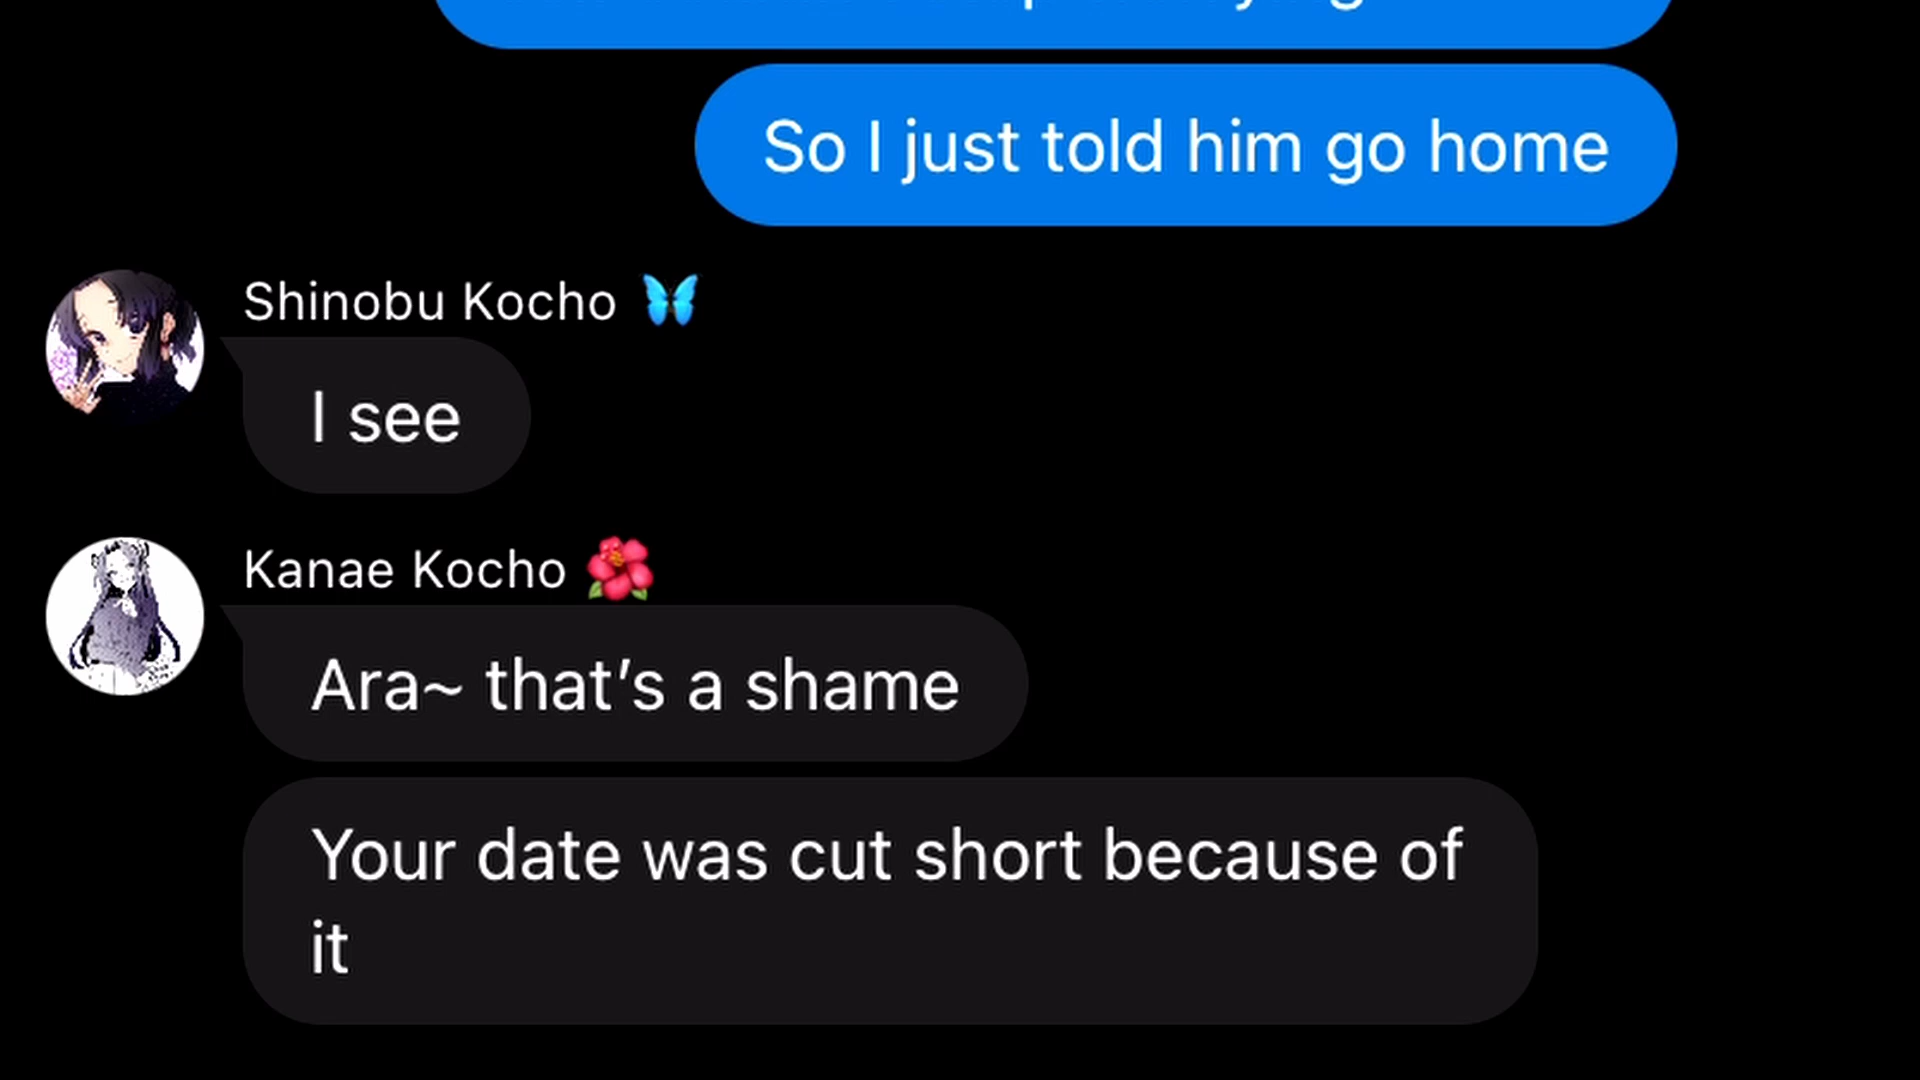 So I just told him go home
Shinobu Kocho 🦋
I see
Kanae Kocho 🌺
Ara~ that's a shame
Your date was cut short because of
it